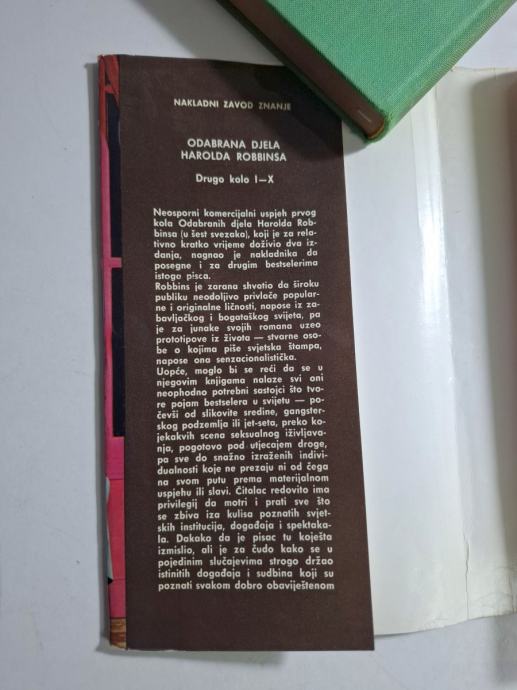 NAKLADNI ZAVOD ZNANJE
ODABRANA DJELA
HAROLDA ROBBINSA
Drugo kolo I—X
Neosporni komercijalni uspjeh prvog
kola Odabranih djela Harolda Rob-
binsa (u šest svezaka), koji je za rela-
tivno kratko vrijeme doživio dva iz-
danja, nagnao je nakladnika da
posegne i za drugim bestselerima
istoga pisca.
Robbins je zarana shvatio da široku
publiku neodoljivo privlače popular-
ne i originalne ličnosti, napose iz za-
bavljačkog i bogataškog svijeta, pa
je za junake svojih romana uzeo
prototipove iz života — stvarne oso-
be o kojima piše svjetska štampa,
napose ona senzacionalistička.
Uopće, moglo bi se reći da se u
njegovim knjigama nalaze svi oni
neophodno potrebni sastojci što tvo-
re pojam bestselera u svijetu — po-
čevši od slikovite sredine, gangster-
skog podzemlja ili jet-seta, preko ko-
jekakvih scena seksualnog iživljava-
nja, pogotovo pod utjecajem droge,
pa sve do snažno izraženih indivi-
dualnosti koje ne prezaju ni od čega
na svom putu prema materijalnom
uspjehu ili slavi. Čitalac redovito ima
privilegij da motri i prati sve što
se zbiva iza kulisa poznatih svjet-
skih institucija, događaja i spektaka-
la. Dakako da je pisac tu koješta
izmislio, ali je za čudo kako se u
pojedinim slučajevima strogo držao
istinitih događaja i sudbina koji su
poznati svakom dobro obaviještenom